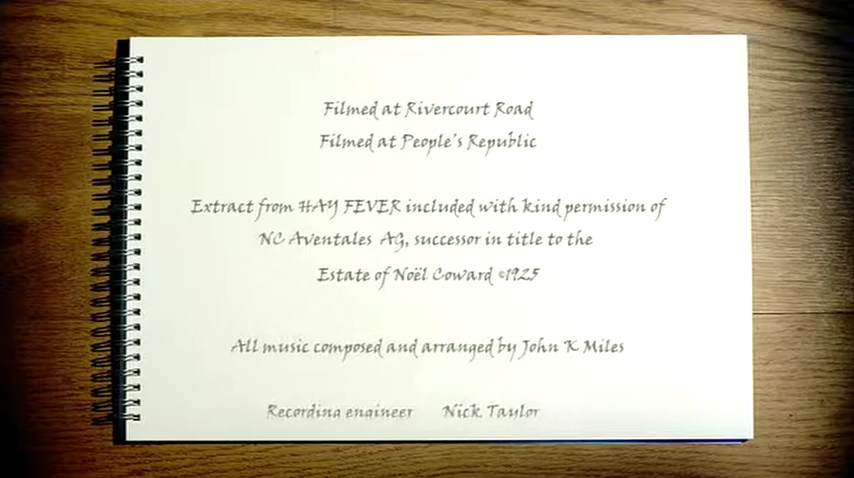 Filmed at Rivercourt Road
Filmed at People's Republic
Extract from HAY FEVER included with kind permission of
NC Aventales AG, successor in title to the
Estate of Noël Coward ©1925
All music composed and arranged by John K Miles
Recording engineer Nick Taylor